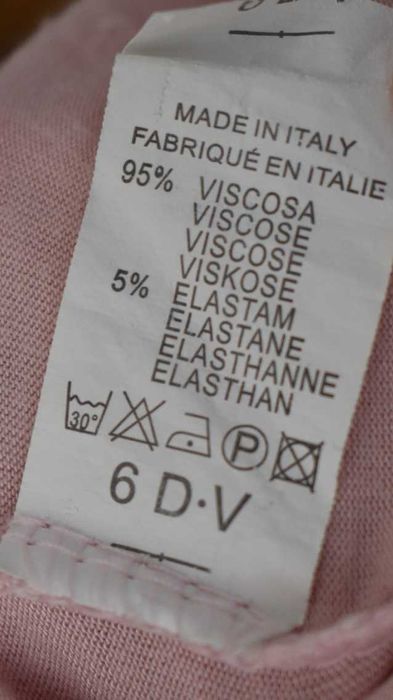 MADE IN ITALY
FABRIQUÉ EN ITALIE
95% VISCOSA
VISCOSE
VISCOSE
VISKOSE
5% ELASTAM
ELASTANE
ELASTHANNE
ELASTHAN
30°
P
6 D·V